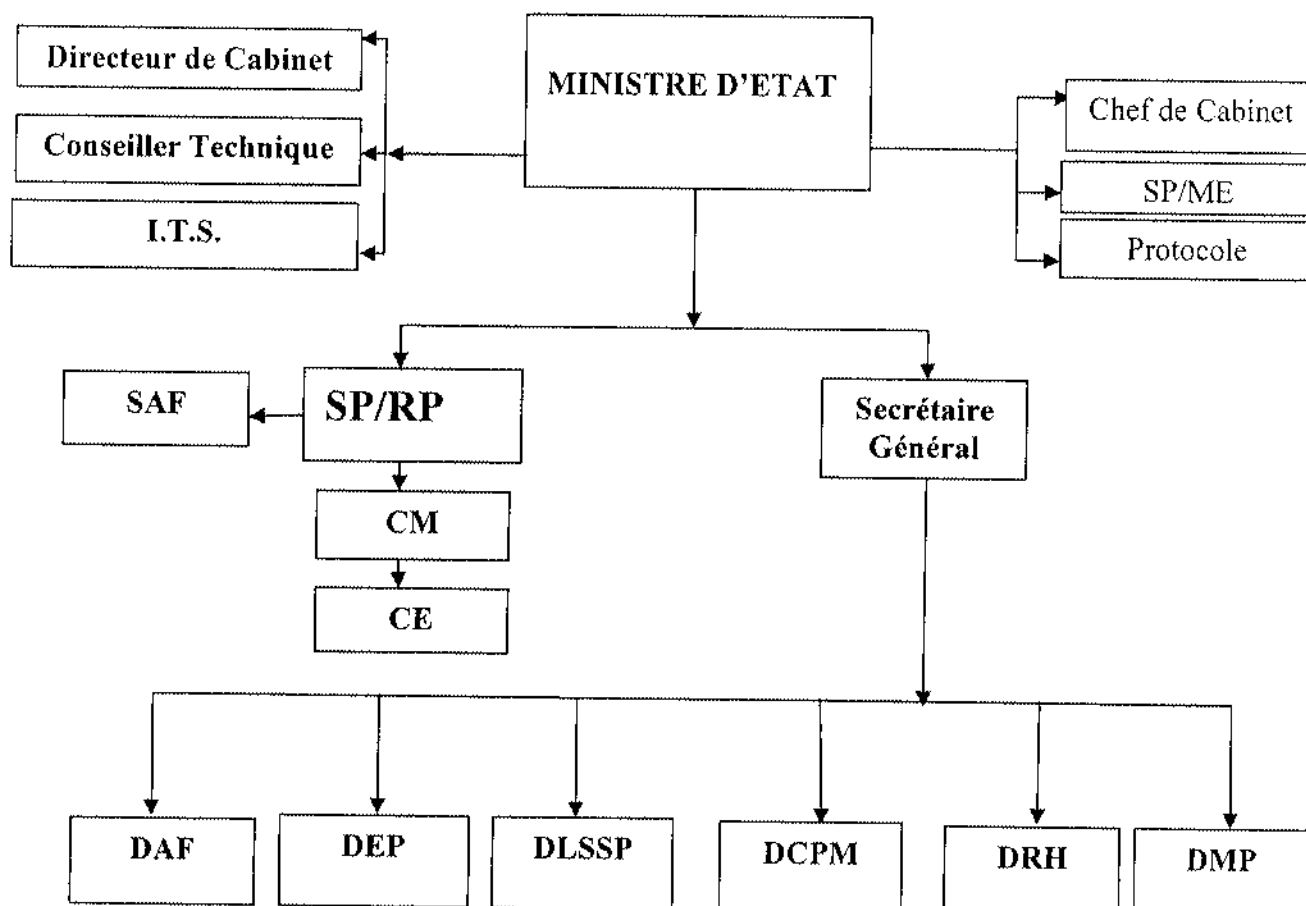 Directeur de Cabinet
MINISTRE D'ETAT
Chef de Cabinet
Conseiller Technique
SP/ME
I.T.S.
Protocole
SAF
SP/RP
Secrétaire
Général
CM
CE
DAF
DEP
DLSSP
DCPM
DRH
DMP